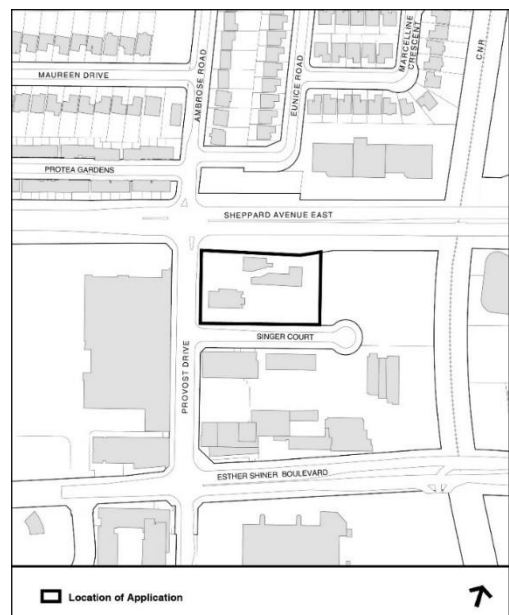 MAUREEN DRIVE
AMBROSE ROAD
EUNICE ROAD
MARCELLINE
CRESCENT
CNR
PROTEA GARDENS
SHEPPARD AVENUE EAST
SINGER COURT
PROVOST DRIVE
ESTHER SHINER BOULEVARD
Location of Application